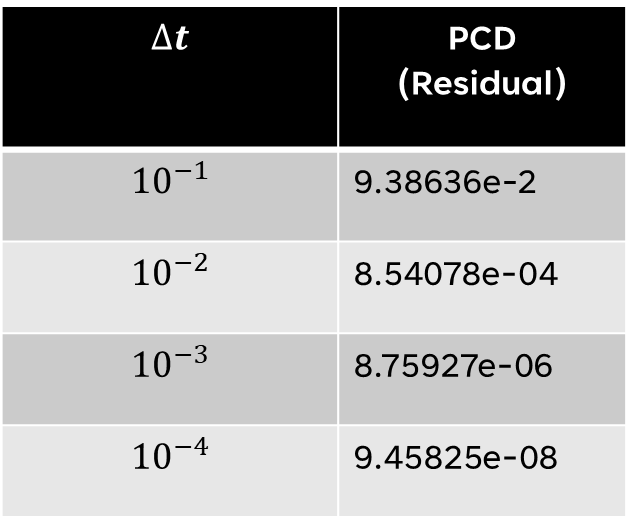 Δt PCD
(Residual)
10⁻¹ 9.38636e-2
10⁻² 8.54078e-04
10⁻³ 8.75927e-06
10⁻⁴ 9.45825e-08